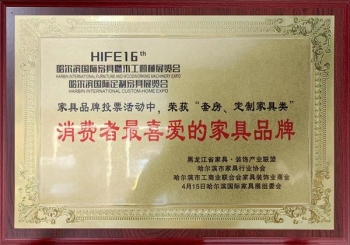 HIFE16th
哈尔滨国际家具暨木工机械展览会
HARBIN INTERNATIONAL FURNITURE AND WOODWORKING MACHINERY EXPO
哈尔滨国际定制家具展览会
HARBIN INTERNATIONAL CUSTOM HOME EXPO
家具品牌投票活动中，荣获“套房、定制家具类”
消费者最喜爱的家具品牌
黑龙江省家具·装饰产业联盟
哈尔滨市家具行业协会
哈尔滨市工商业联合会家具装饰业商会
4月15日哈尔滨国际家具展组委会